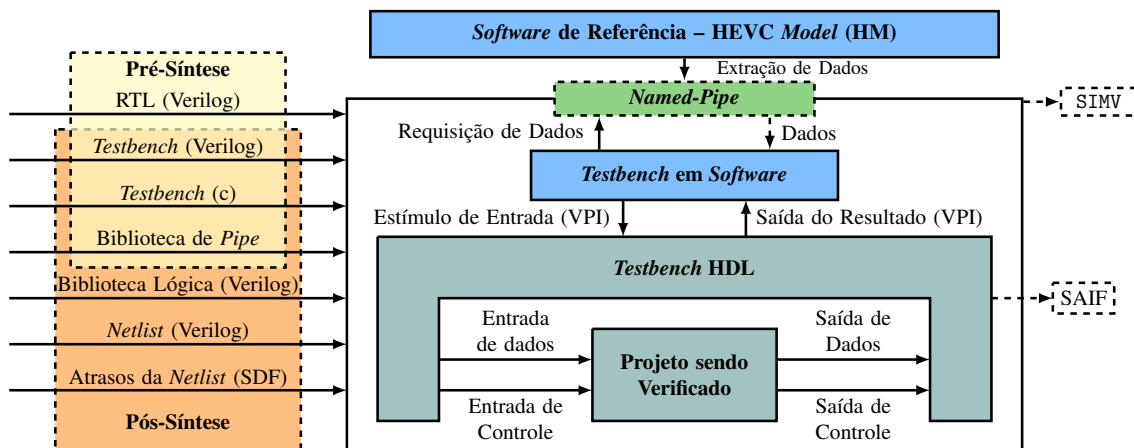 Software de Referência – HEVC Model (HM)
Pré-Síntese
Extração de Dados
RTL (Verilog)
Named-Pipe
SIMV
Requisição de Dados
Dados
Testbench (Verilog)
Testbench em Software
Testbench (c)
Estímulo de Entrada (VPI)
Saída do Resultado (VPI)
Biblioteca de Pipe
Testbench HDL
Biblioteca Lógica (Verilog)
SAIF
Netlist (Verilog)
Entrada
de dados
Saída de
Dados
Projeto sendo
Verificado
Atrasos da Netlist (SDF)
Entrada de
Controle
Saída de
Controle
Pós-Síntese